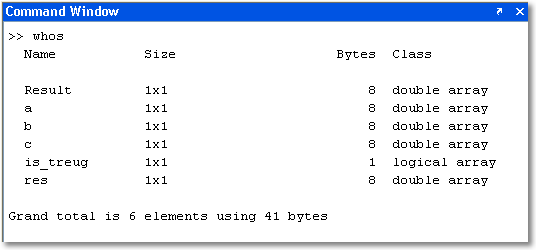 Command Window
>> whos
Name Size Bytes Class
Result 1x1 8 double array
a 1x1 8 double array
b 1x1 8 double array
c 1x1 8 double array
is_treug 1x1 1 logical array
res 1x1 8 double array
Grand total is 6 elements using 41 bytes